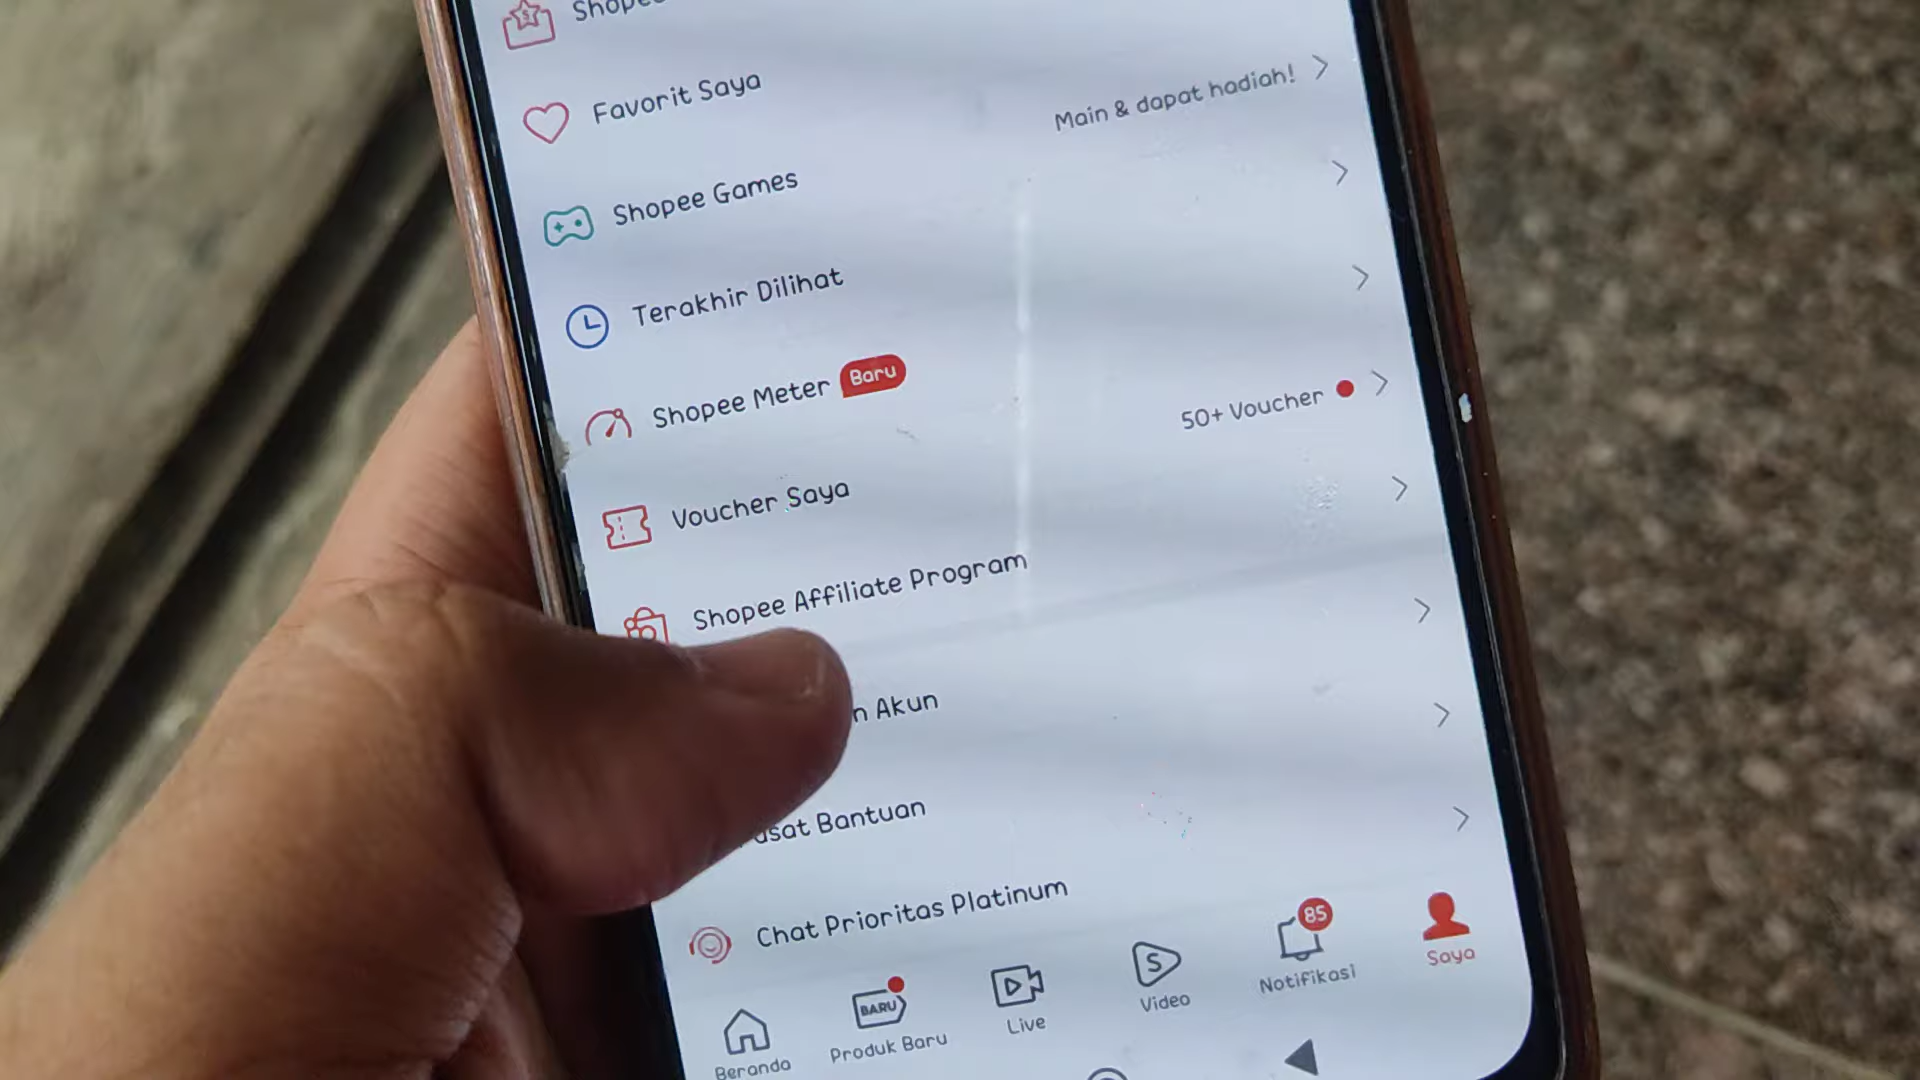 Favorit Saya
Main & dapat hadiah!
Shopee Games
Terakhir Dilihat
Shopee Meter Baru
50+ Voucher
Voucher Saya
Shopee Affiliate Program
n Akun
usat Bantuan
Chat Prioritas Platinum
85
BARU
S
Beranda
Produk Baru
Live
Video
Notifikasi
Saya